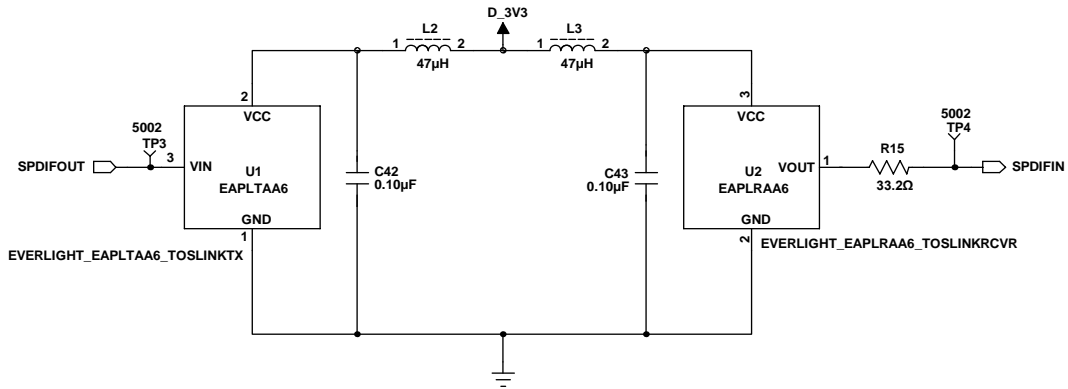 D_3V3
L2
L3
1
2
1
2
47µH
47µH
2
3
VCC
VCC
5002
TP3
5002
TP4
SPDIFOUT
3
VIN
U1
EAPLTAA6
C42
0.10µF
C43
0.10µF
U2
EAPLRAA6
VOUT
1
R15
33.2Ω
SPDIFIN
GND
GND
1
2
EVERLIGHT_EAPLTAA6_TOSLINKTX
EVERLIGHT_EAPLRAA6_TOSLINKRCVR